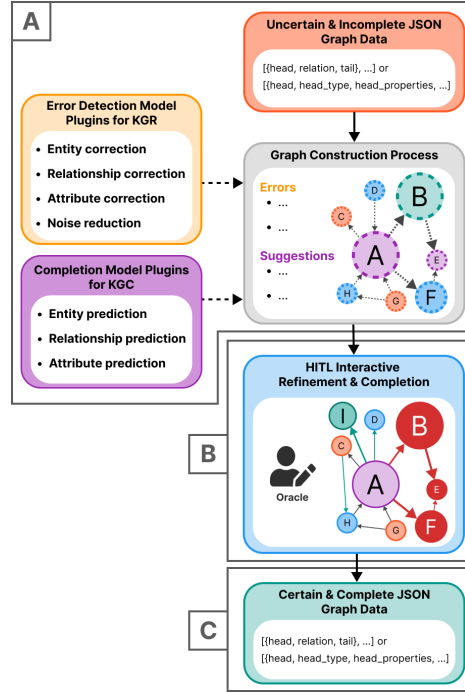 A
Uncertain & Incomplete JSON
Graph Data
[{head, relation, tail}, ...] or
[{head, head_type, head_properties, ...]
Error Detection Model
Plugins for KGR
• Entity correction
• Relationship correction
• Attribute correction
• Noise reduction
Completion Model Plugins
for KGC
• Entity prediction
• Relationship prediction
• Attribute prediction
Graph Construction Process
Errors
• ...
• ...
Suggestions
• ...
• ...
D
B
C
A
E
H
G
F
B
HITL Interactive
Refinement & Completion
Oracle
I
D
B
C
A
E
H
G
F
C
Certain & Complete JSON
Graph Data
[{head, relation, tail}, ...] or
[{head, head_type, head_properties, ...]